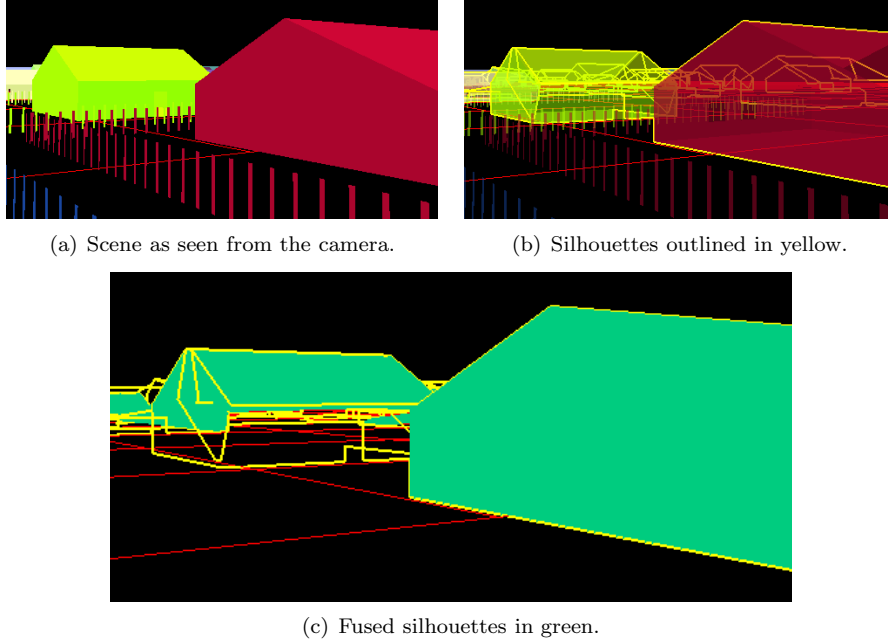 (a) Scene as seen from the camera.
(b) Silhouettes outlined in yellow.
(c) Fused silhouettes in green.